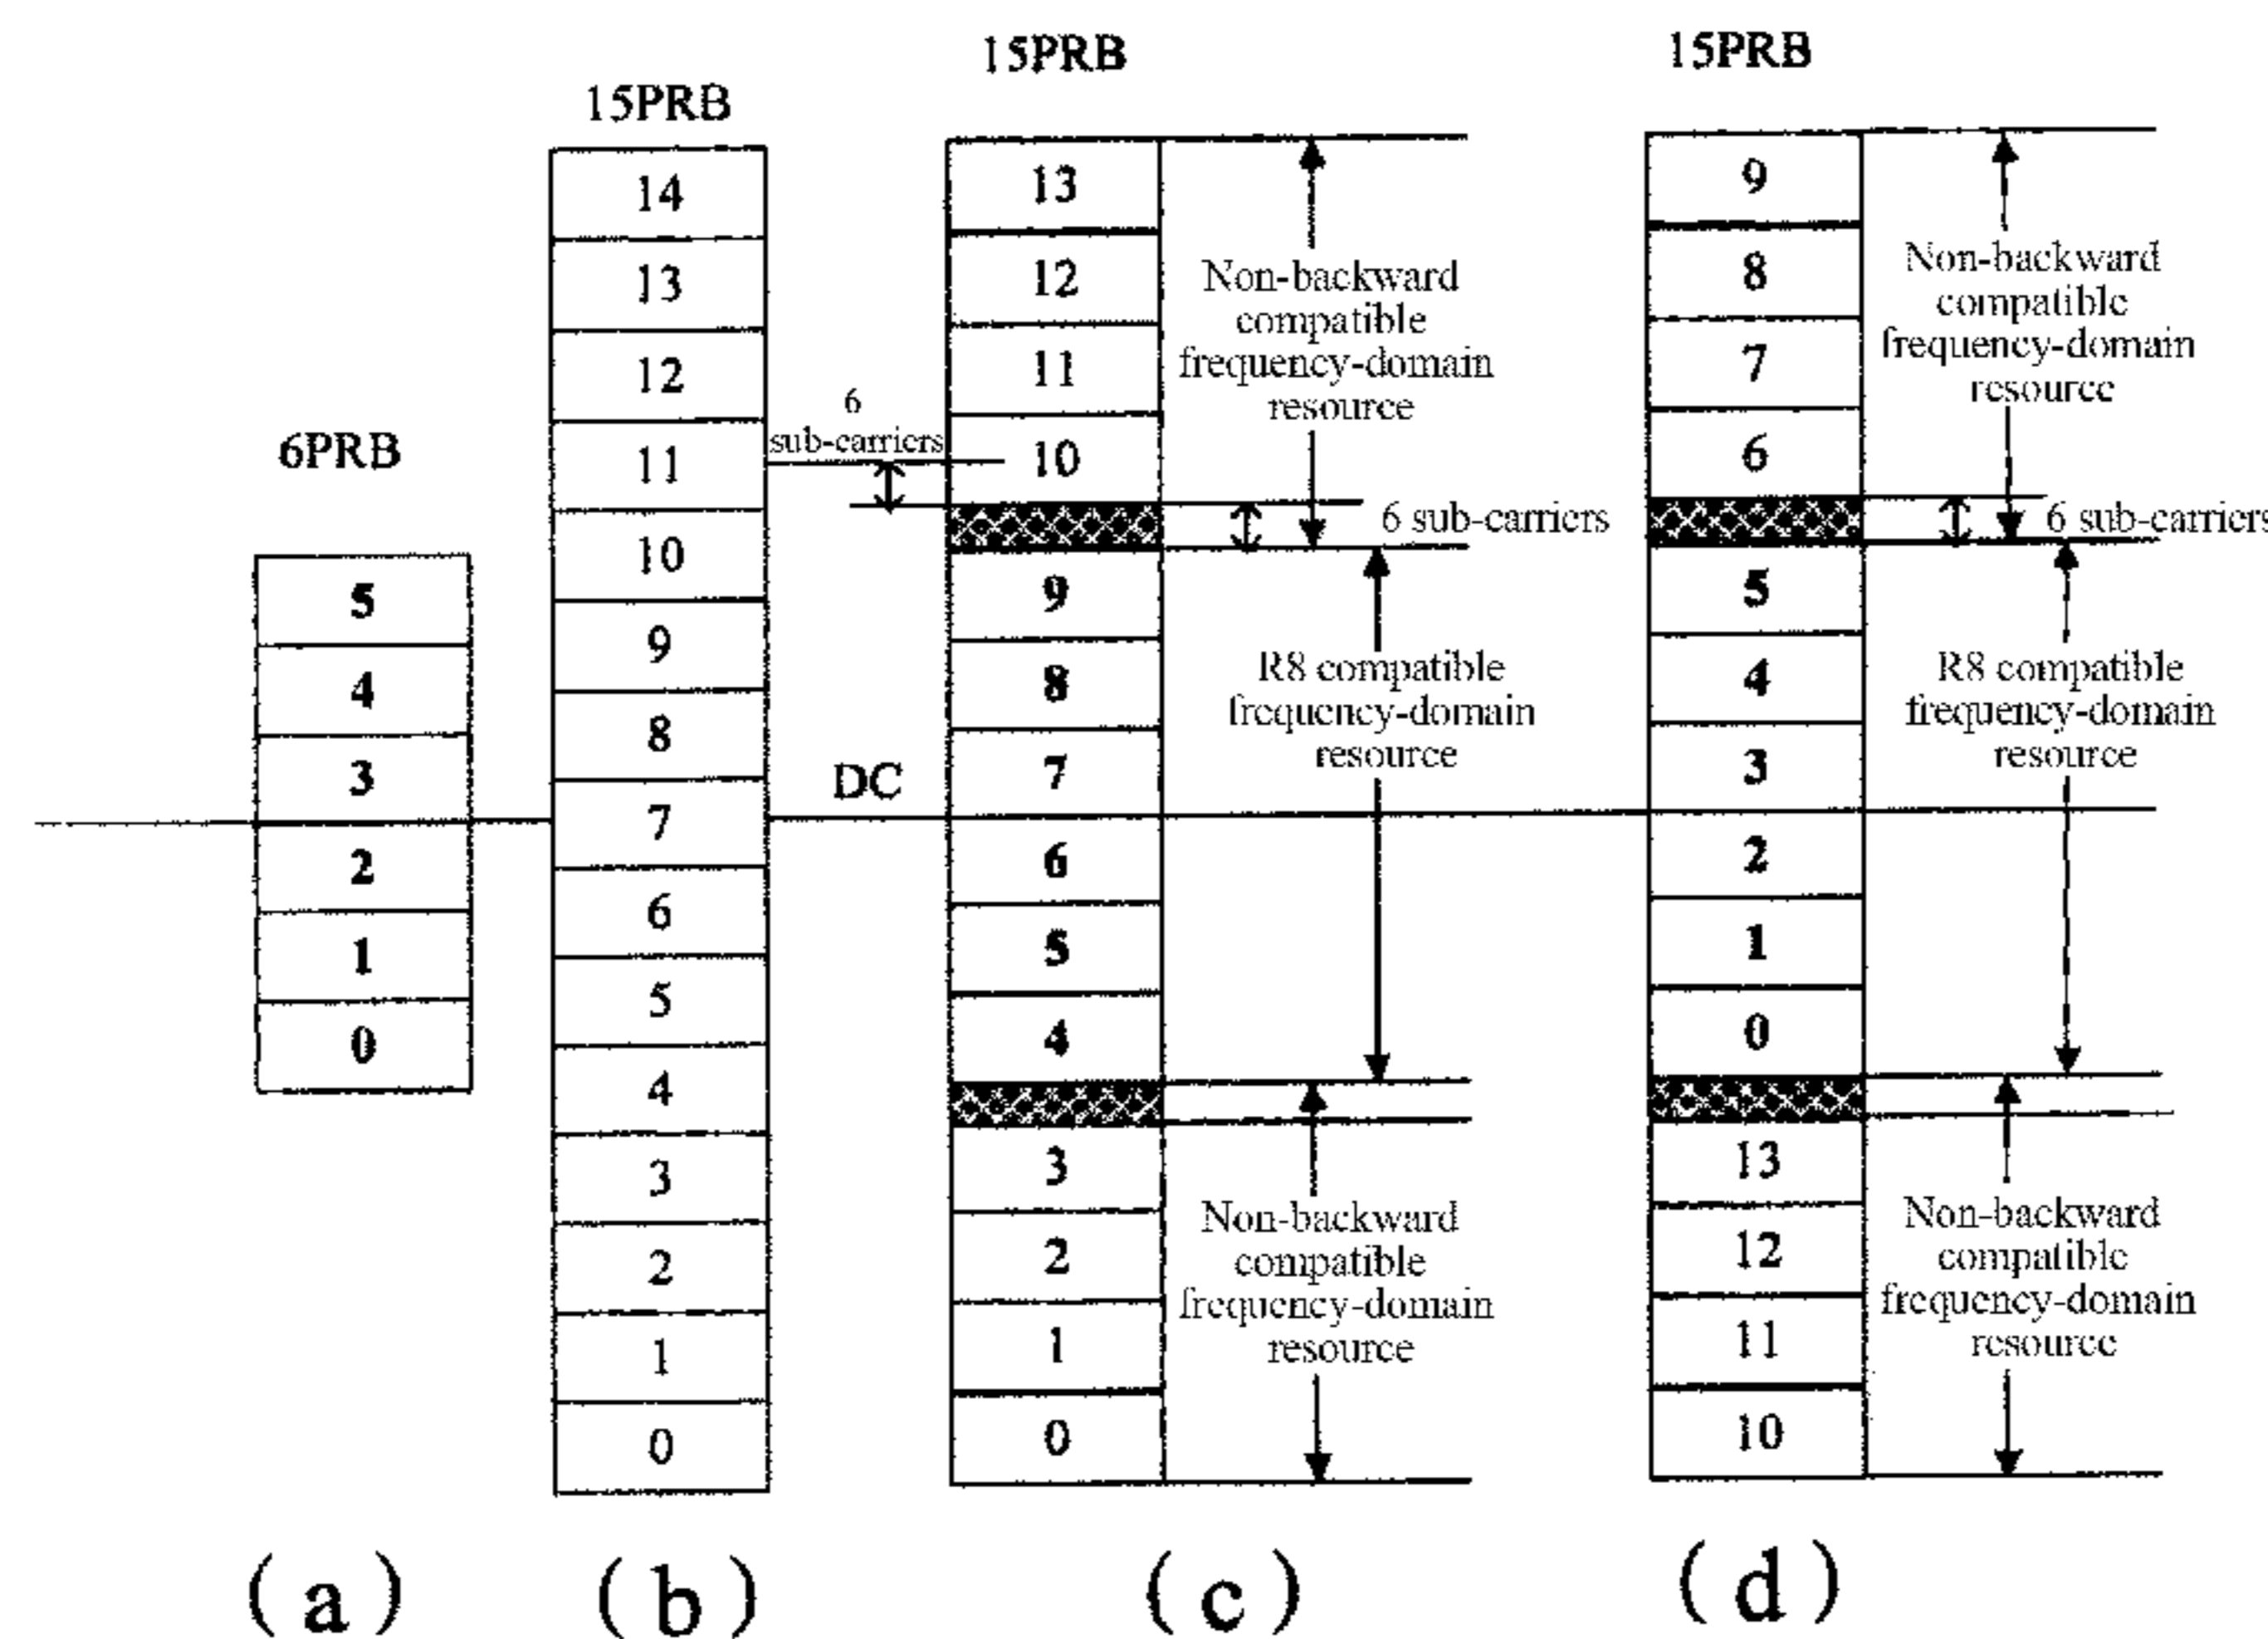 6PRB
5
4
3
2
1
0
(a)
15PRB
14
13
12
11
10
9
8
7
6
5
4
3
2
1
0
(b)
6
sub-carriers
DC
15PRB
13
12
11
10
9
8
7
6
5
4
3
2
1
0
Non-backward
compatible
frequency-domain
resource
6 sub-carriers
R8 compatible
frequency-domain
resource
Non-backward
compatible
frequency-domain
resource
(c)
15PRB
9
8
7
6
5
4
3
2
1
0
13
12
11
10
Non-backward
compatible
frequency-domain
resource
6 sub-carriers
R8 compatible
frequency-domain
resource
Non-backward
compatible
frequency-domain
resource
(d)